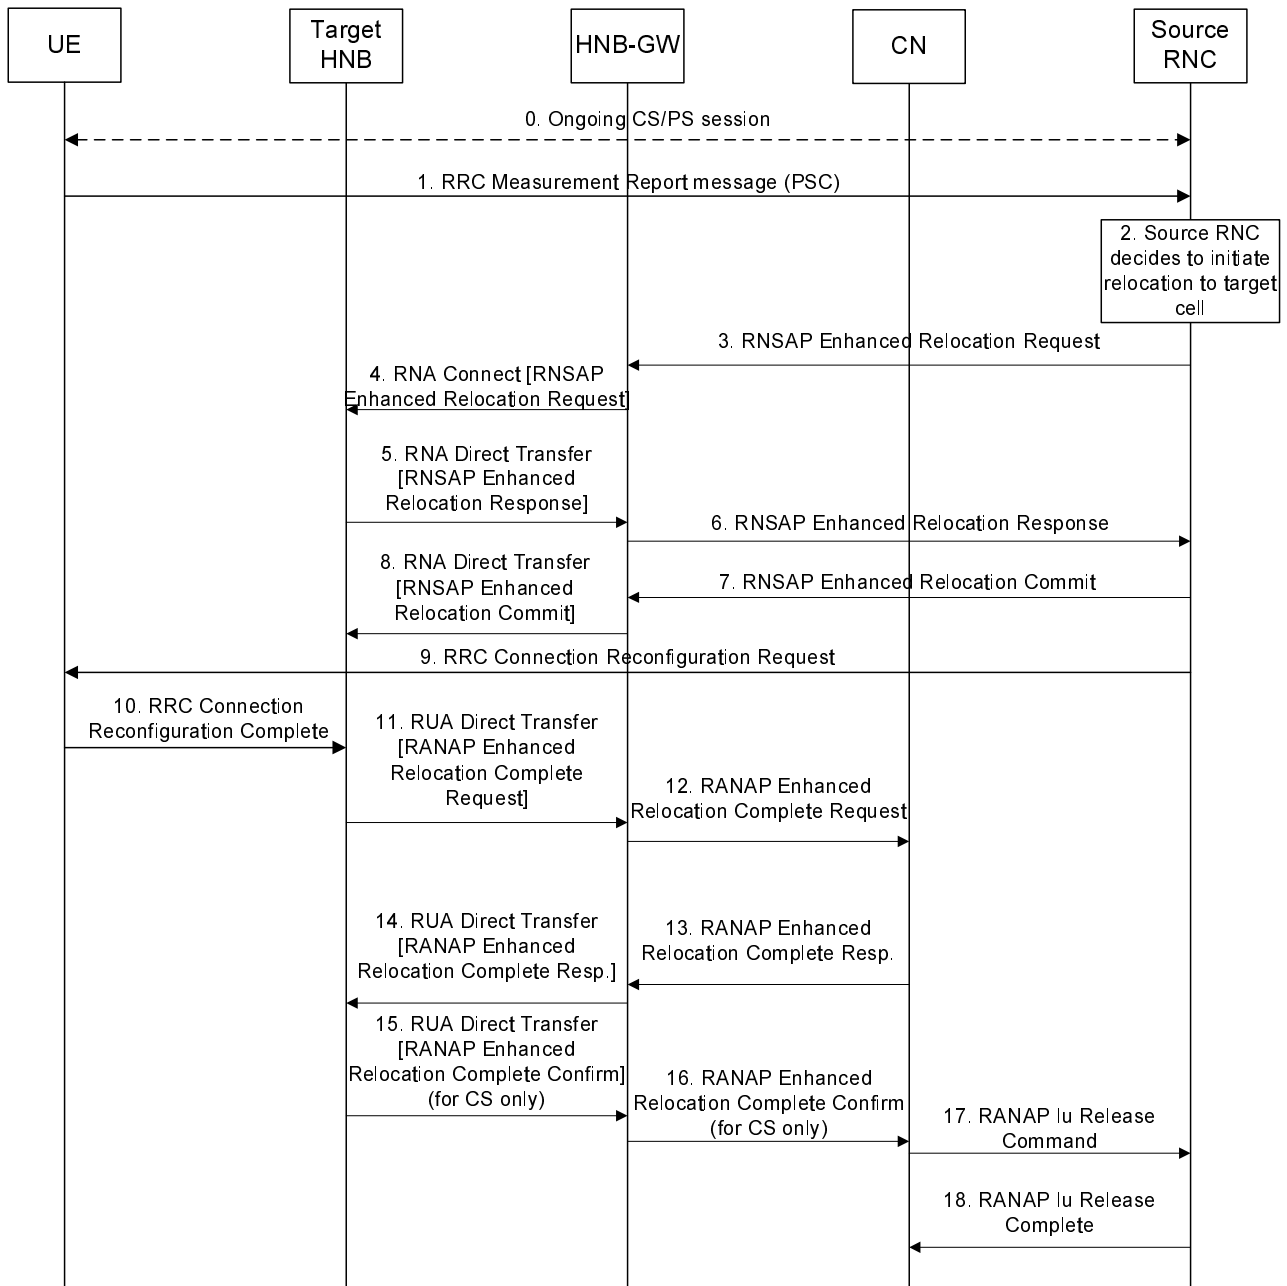 UE
Target
HNB
HNB-GW
CN
Source
RNC
0. Ongoing CS/PS session
1. RRC Measurement Report message (PSC)
2. Source RNC
decides to initiate
relocation to target
cell
3. RNSAP Enhanced Relocation Request
4. RNA Connect [RNSAP
Enhanced Relocation Request]
5. RNA Direct Transfer
[RNSAP Enhanced
Relocation Response]
6. RNSAP Enhanced Relocation Response
8. RNA Direct Transfer
[RNSAP Enhanced
Relocation Commit]
7. RNSAP Enhanced Relocation Commit
9. RRC Connection Reconfiguration Request
10. RRC Connection
Reconfiguration Complete
11. RUA Direct Transfer
[RANAP Enhanced
Relocation Complete
Request]
12. RANAP Enhanced
Relocation Complete Request
14. RUA Direct Transfer
[RANAP Enhanced
Relocation Complete Resp.]
13. RANAP Enhanced
Relocation Complete Resp.
15. RUA Direct Transfer
[RANAP Enhanced
Relocation Complete Confirm]
(for CS only)
16. RANAP Enhanced
Relocation Complete Confirm
(for CS only)
17. RANAP Iu Release
Command
18. RANAP Iu Release
Complete